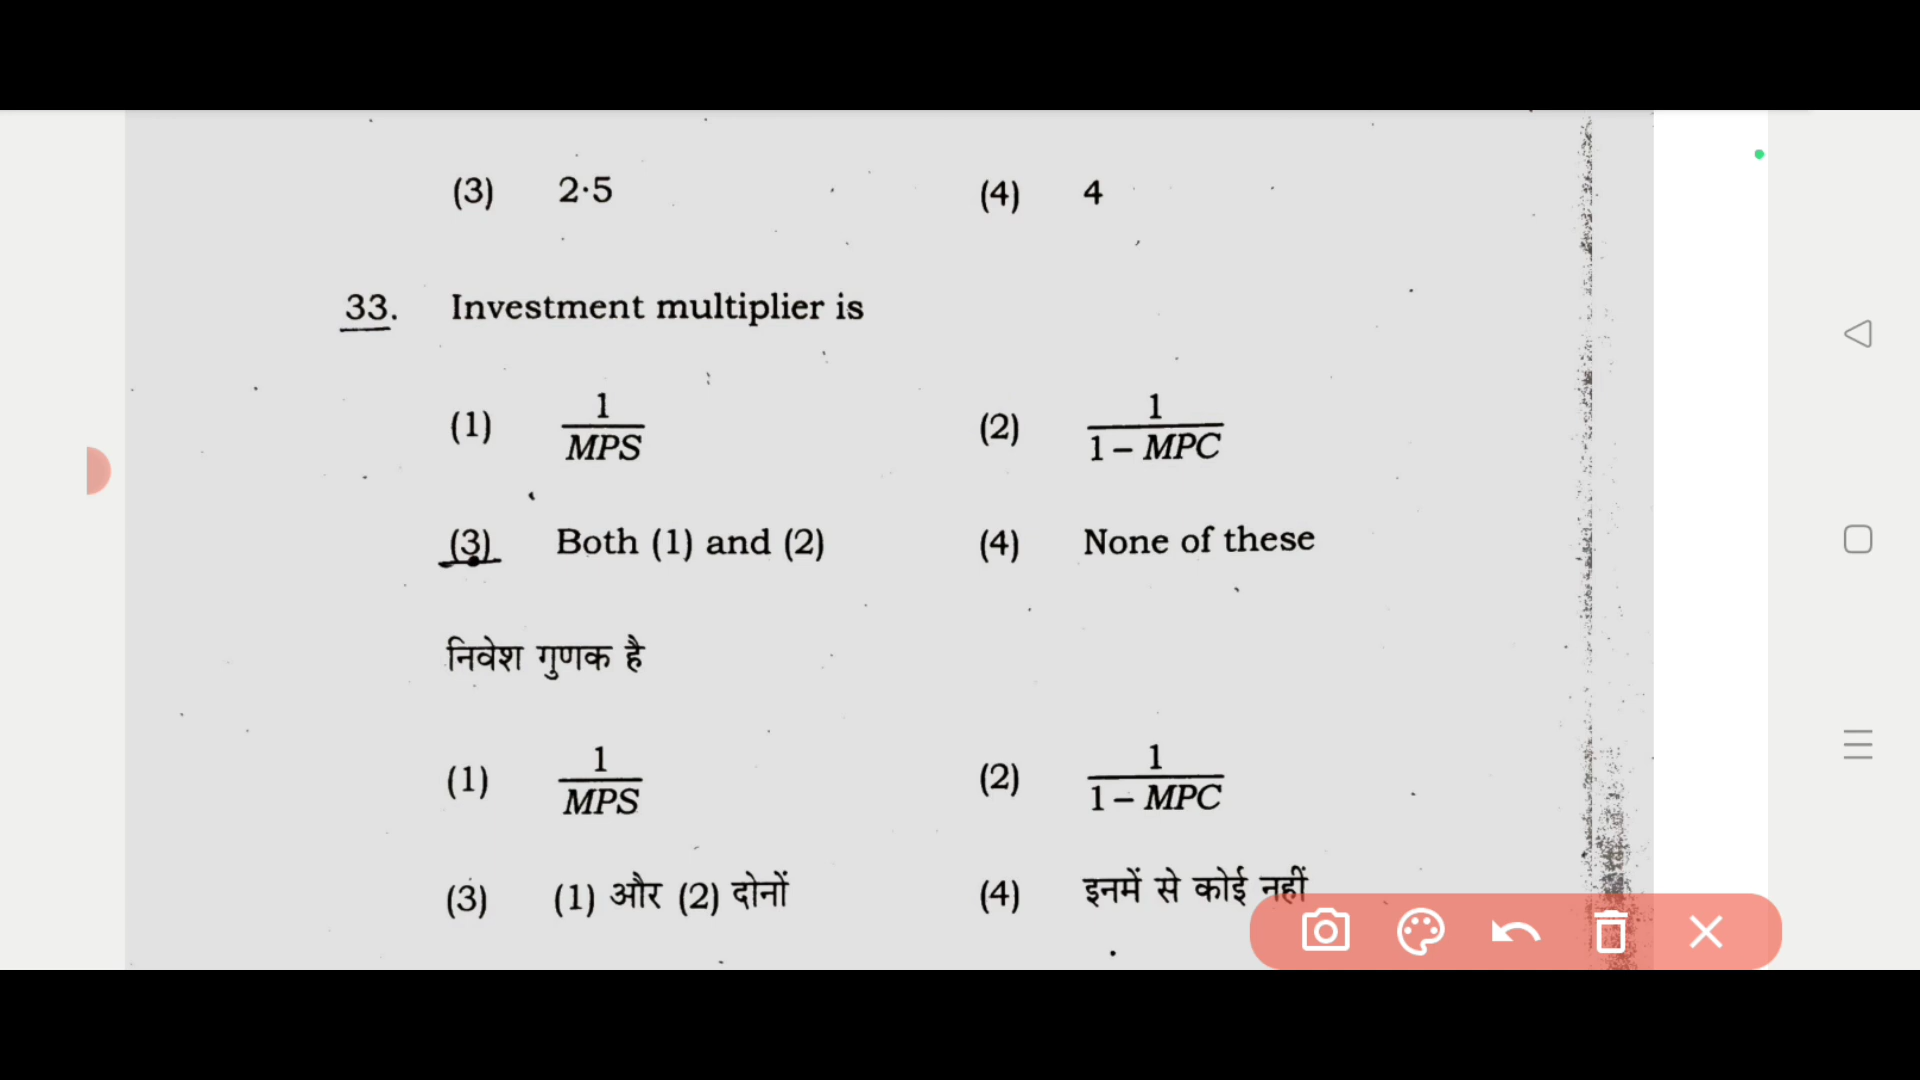 (3) 2·5 (4) 4
33. Investment multiplier is
(1) 1/MPS (2) 1/1 – MPC
(3) Both (1) and (2) (4) None of these
निवेश गुणक है
(1) 1/MPS (2) 1/1 – MPC
(3) (1) और (2) दोनों (4) इनमें से कोई नहीं